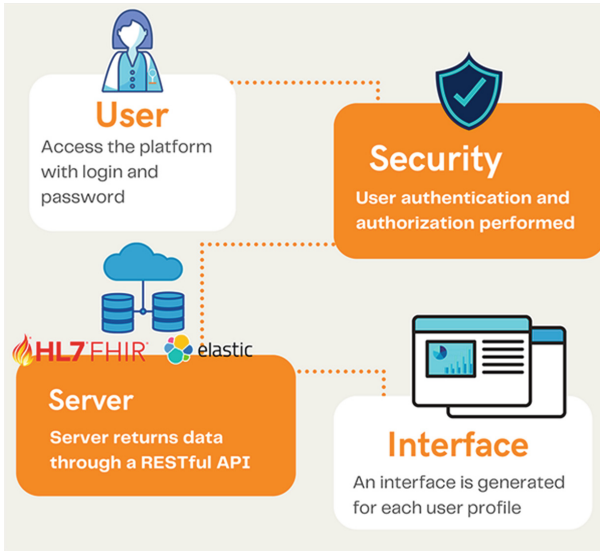 User
Access the platform
with login and
password
Security
User authentication and
authorization performed
HL7 FHIR®
elastic
Server
Server returns data
through a RESTful API
Interface
An interface is generated
for each user profile